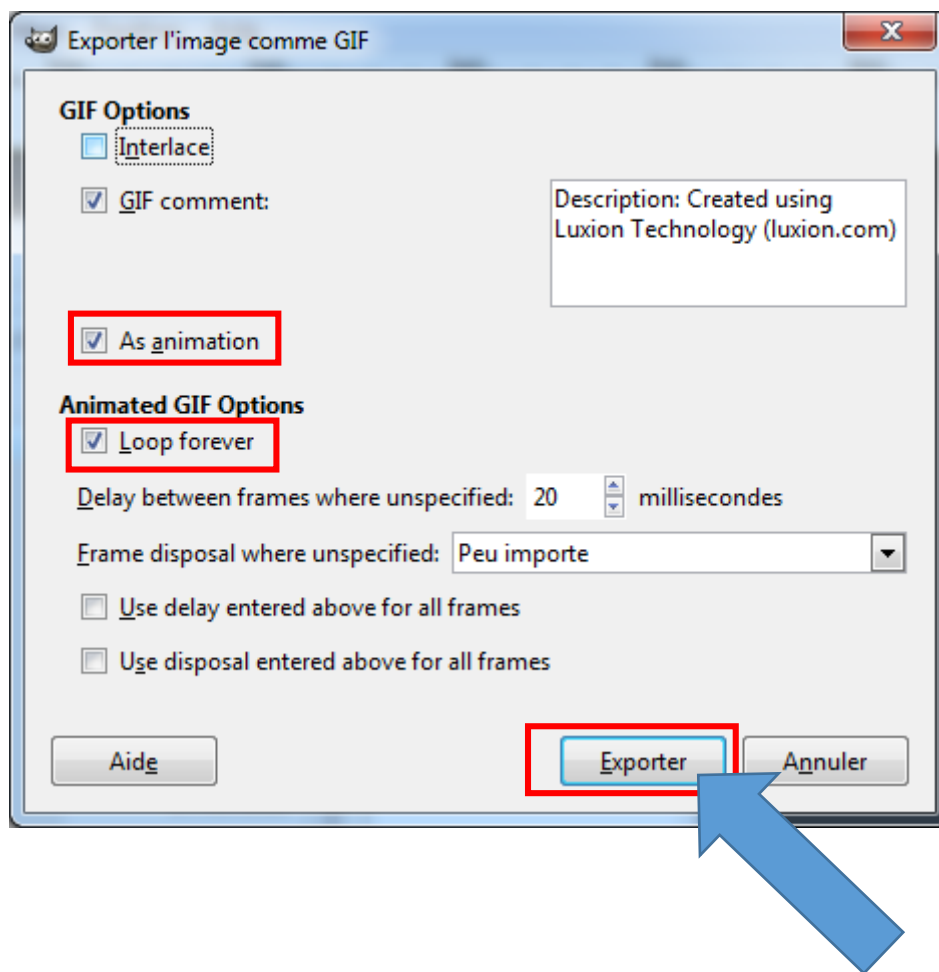 Exporter l'image comme GIF
GIF Options
Interlace
GIF comment:
Description: Created using
Luxion Technology (luxion.com)
As animation
Animated GIF Options
Loop forever
Delay between frames where unspecified: 20 millisecondes
Frame disposal where unspecified: Peu importe
Use delay entered above for all frames
Use disposal entered above for all frames
Aide Exporter Annuler